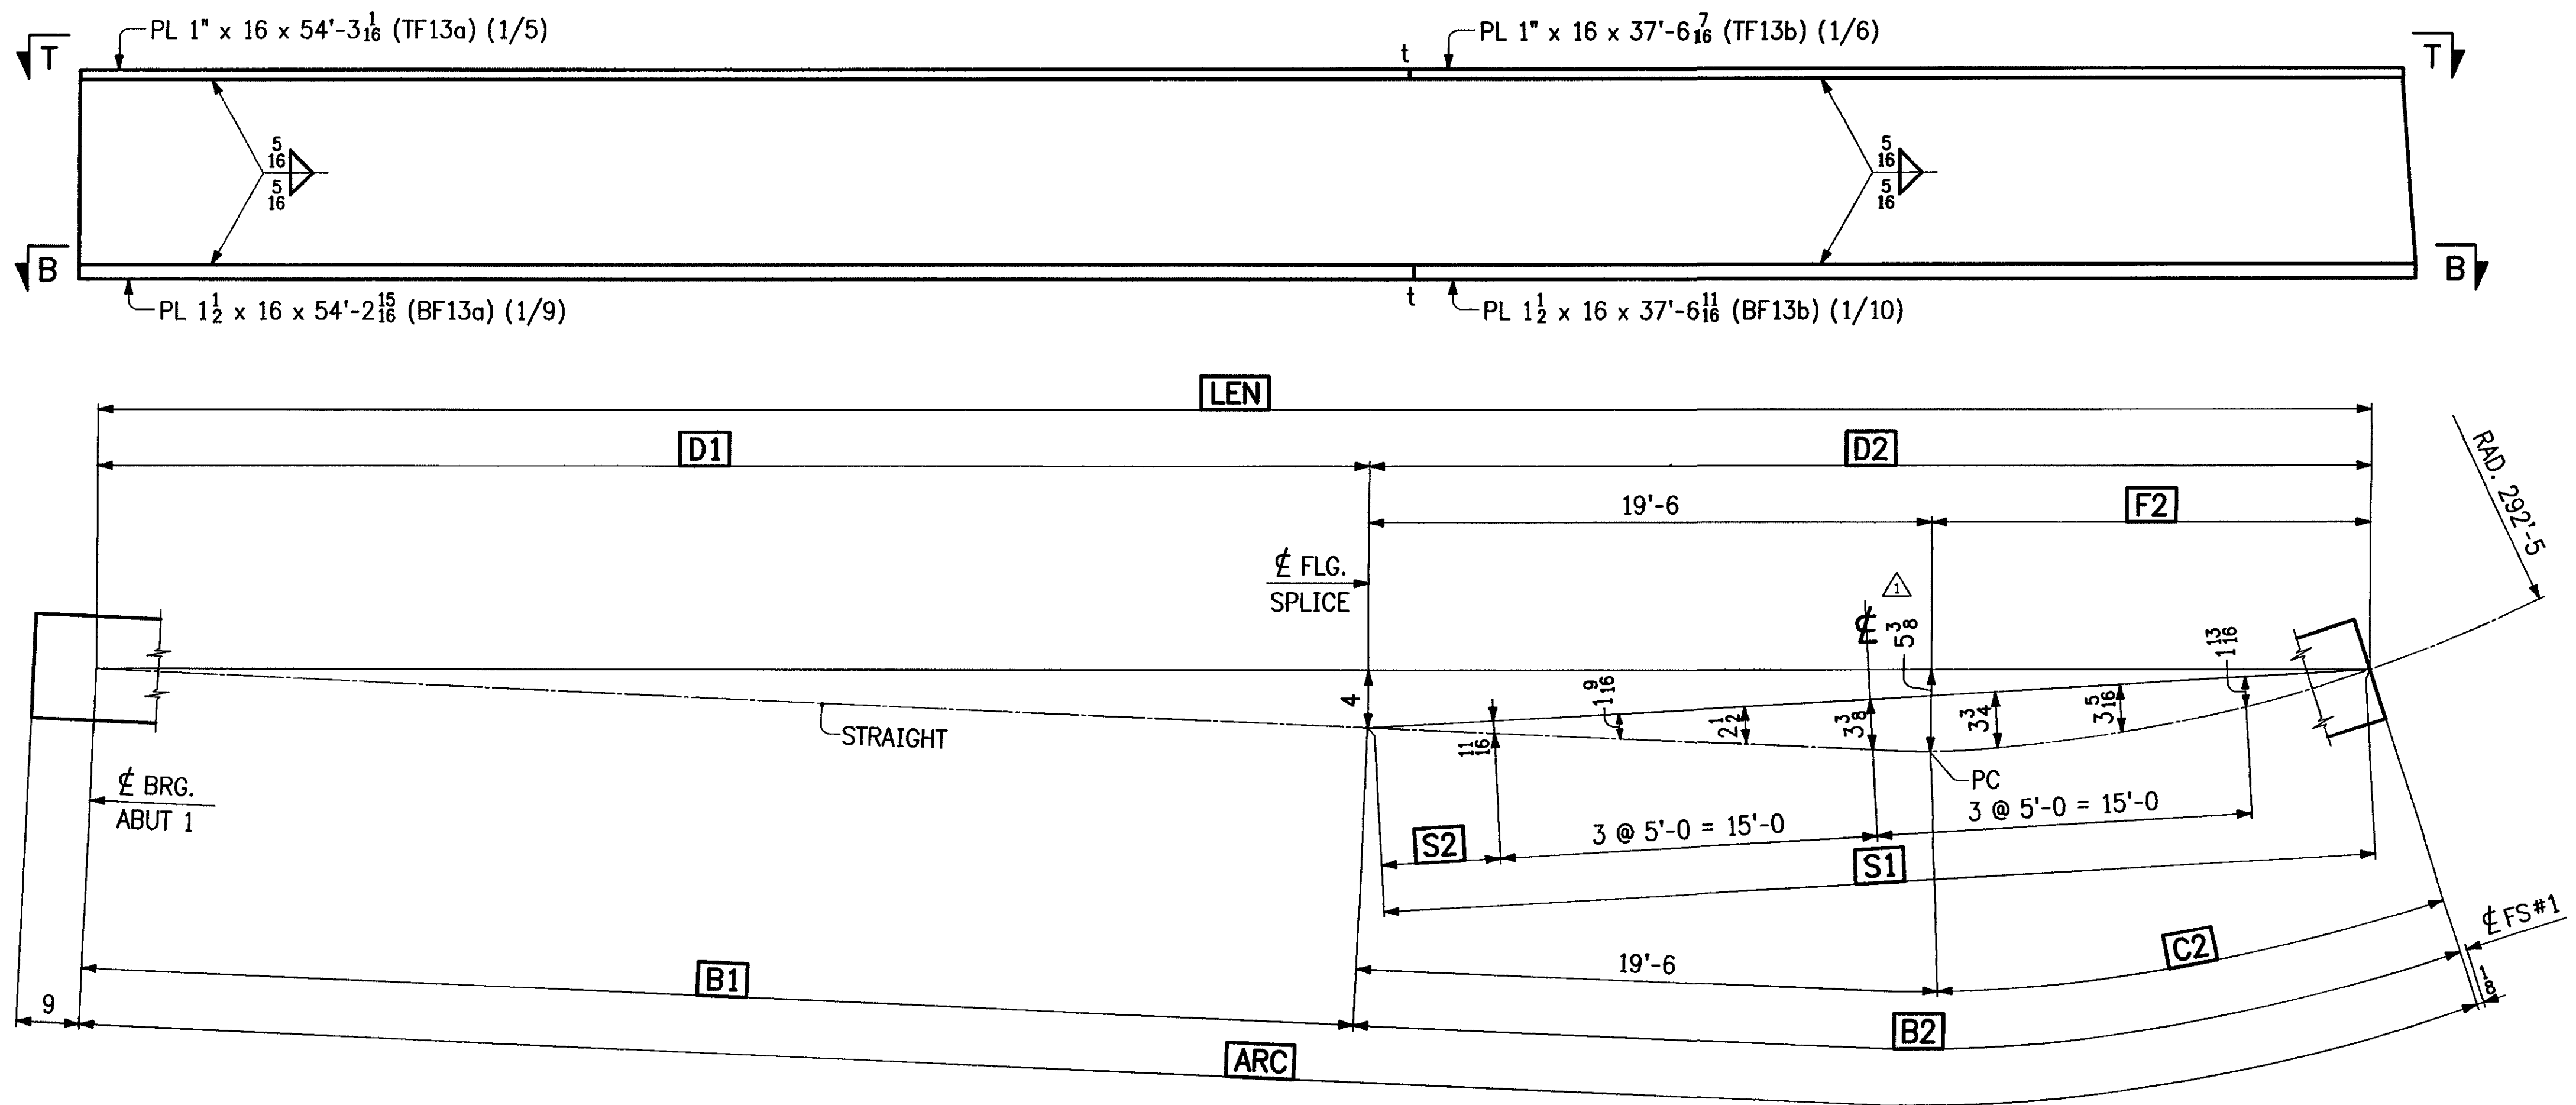 PL 1" x 16 x 54'-3 1/16 (TF13a) (1/5)
PL 1" x 16 x 37'-6 7/16 (TF13b) (1/6)
T
t
T
5/16
5/16
5/16
5/16
B
t
B
PL 1 1/2 x 16 x 54'-2 15/16 (BF13a) (1/9)
PL 1 1/2 x 16 x 37'-6 11/16 (BF13b) (1/10)
LEN
D1
D2
RAD. 292'-5
19'-6
F2
℄ FLG.
SPLICE
1
℄
5 3/8
1 13/16
4
1 9/16
2 1/2
3 3/8
3 3/4
3 5/16
11/16
STRAIGHT
℄ BRG.
ABUT 1
PC
3 @ 5'-0 = 15'-0
3 @ 5'-0 = 15'-0
S2
S1
℄ FS#1
C2
19'-6
B1
1/8
9
B2
ARC